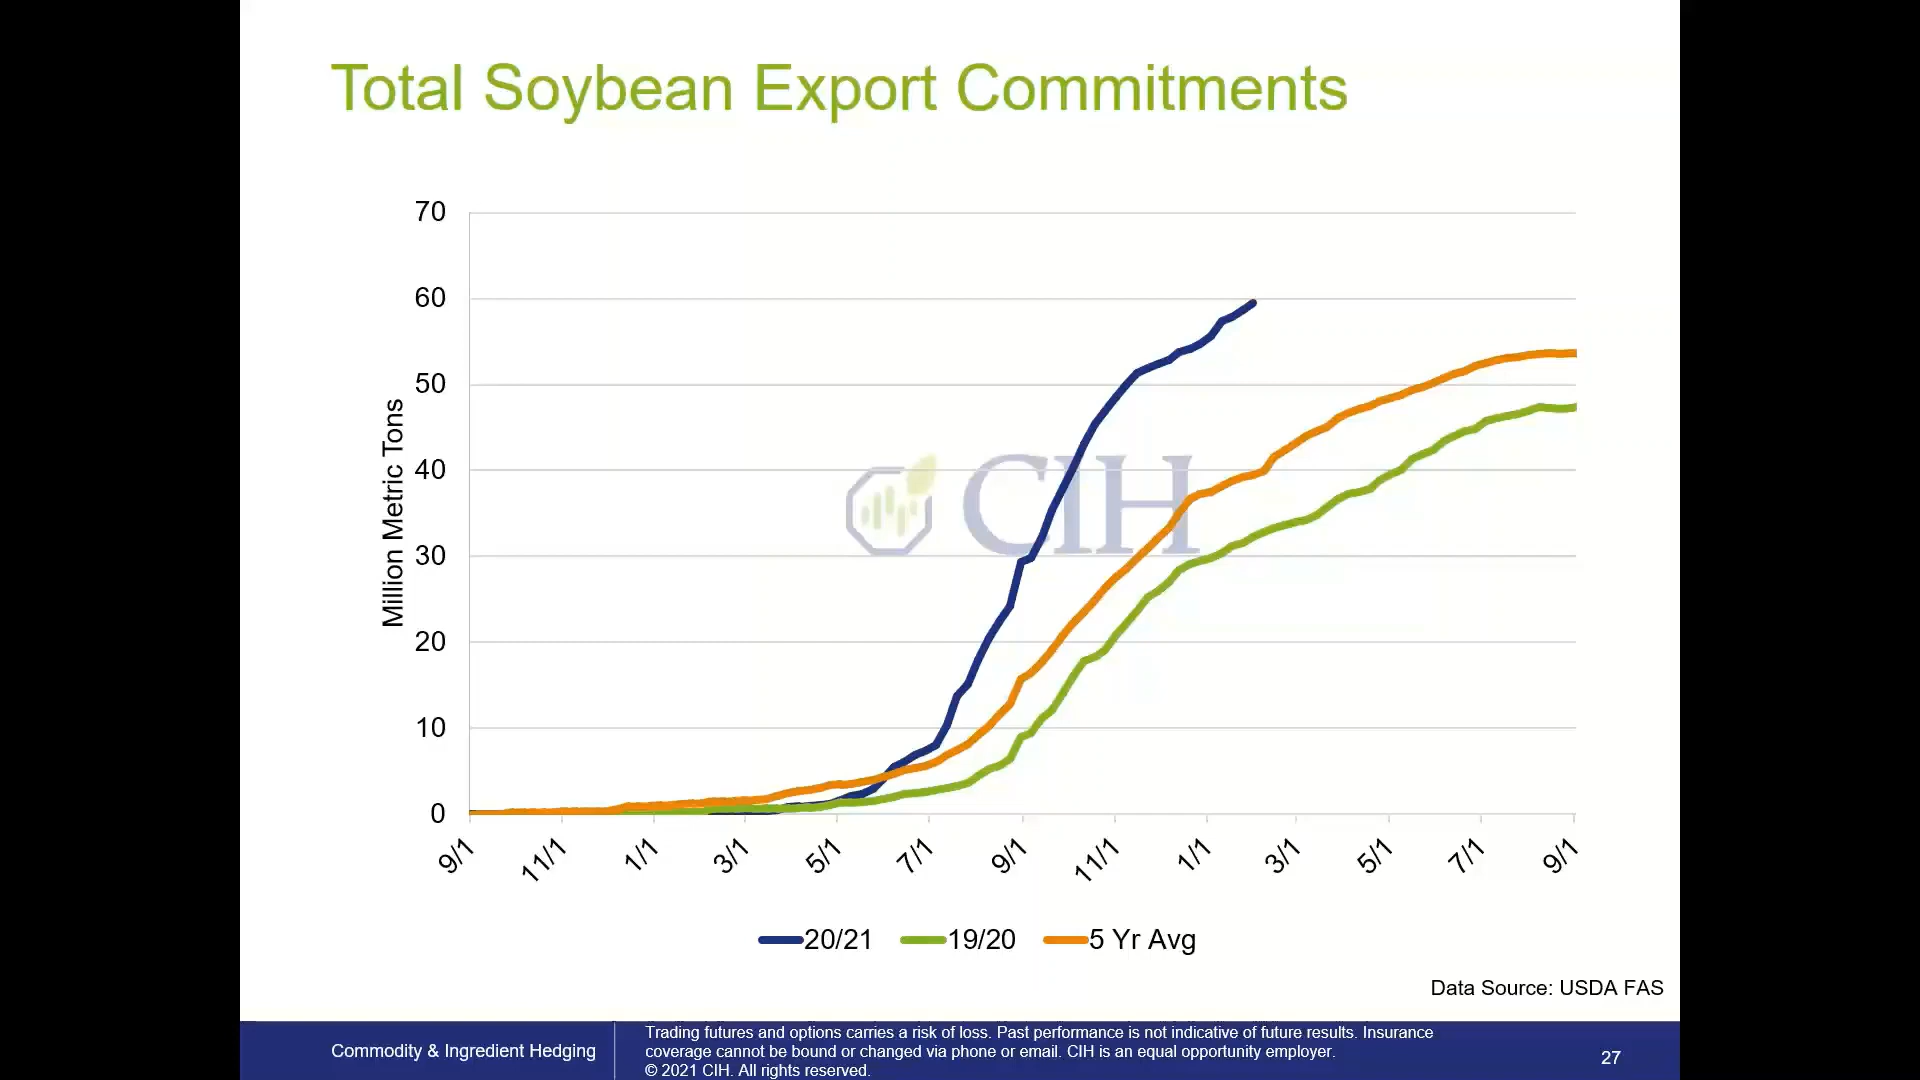 Total Soybean Export Commitments
70
60
50
40
30
20
10
0
Million Metric Tons
CIH
9/1
11/1
1/1
3/1
5/1
7/1
9/1
11/1
1/1
3/1
5/1
7/1
9/1
20/21
19/20
5 Yr Avg
Data Source: USDA FAS
Commodity & Ingredient Hedging
Trading futures and options carries a risk of loss. Past performance is not indicative of future results. Insurance
coverage cannot be bound or changed via phone or email. CIH is an equal opportunity employer.
© 2021 CIH. All rights reserved.
27